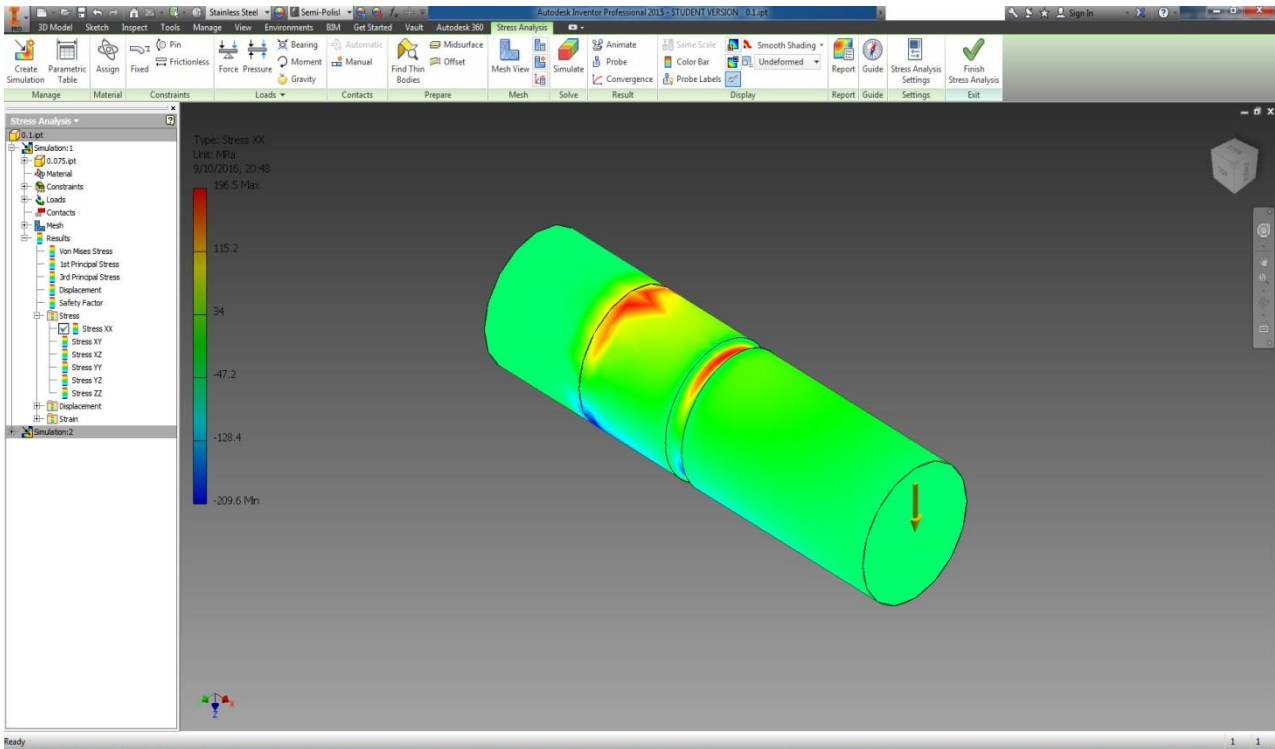 Stainless Steel Semi-Polisl Autodesk Inventor Professional 2015 - STUDENT VERSION 0.1.ipt Sign In
PRO 3D Model Sketch Inspect Tools Manage View Environments BIM Get Started Vault Autodesk 360 Stress Analysis
Create Simulation
Parametric Table
Assign
Fixed
Pin
Frictionless
Force
Pressure
Bearing
Moment
Gravity
Automatic
Manual
Find Thin Bodies
Midsurface
Offset
Mesh View
Simulate
Animate
Probe
Convergence
Same Scale
Color Bar
Probe Labels
Smooth Shading
Undeformed
Report
Guide
Stress Analysis Settings
Finish Stress Analysis
Manage Material Constraints Loads Contacts Prepare Mesh Solve Result Display Report Guide Settings Exit
Stress Analysis
0.1.ipt
Simulation:1
0.075.ipt
Material
Constraints
Loads
Contacts
Mesh
Results
Von Mises Stress
1st Principal Stress
3rd Principal Stress
Displacement
Safety Factor
Stress
Stress XX
Stress XY
Stress XZ
Stress YY
Stress YZ
Stress ZZ
Displacement
Strain
Simulation:2
Type: Stress XX
Unit: MPa
9/10/2016, 20:48
196.5 Max
115.2
34
-47.2
-128.4
-209.6 Min
TOP
X
Z
Ready 1 1